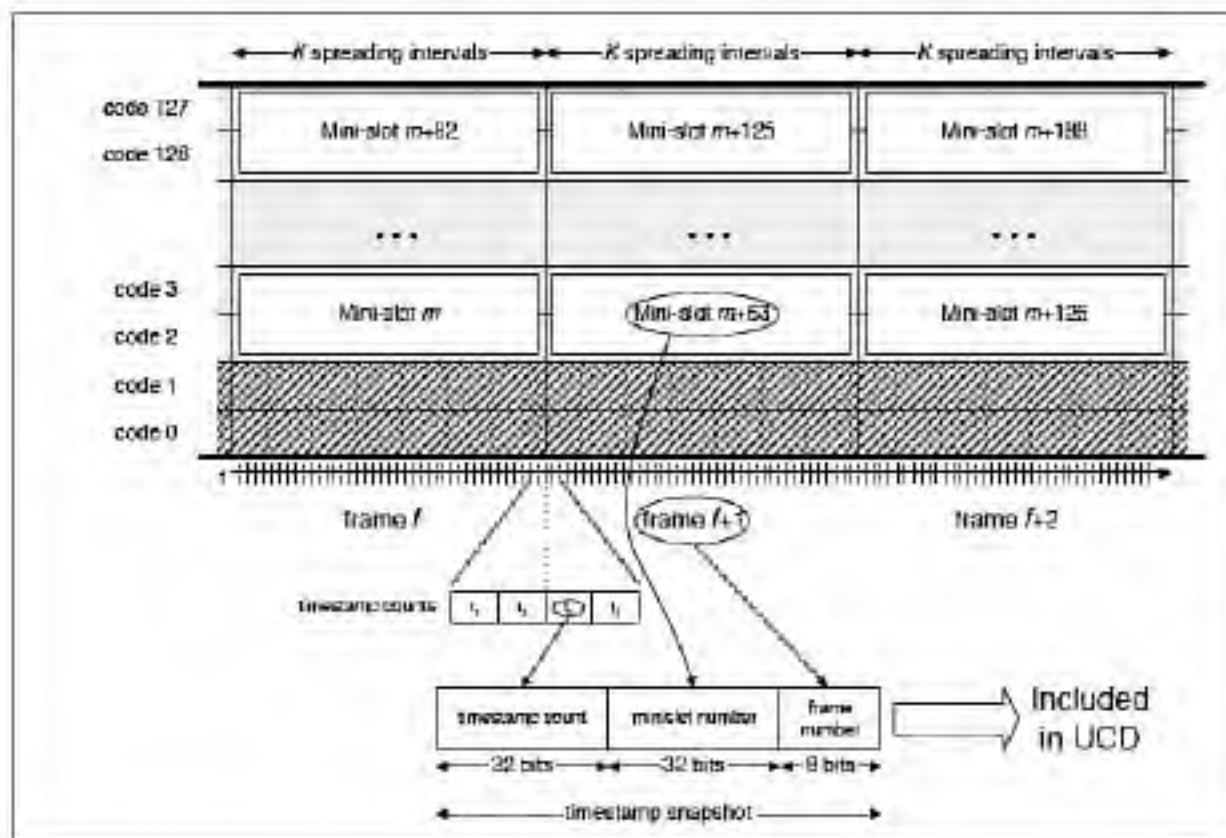 K spreading intervals K spreading intervals K spreading intervals
code 127
Mini-slot m+62 Mini-slot m+125 Mini-slot m+188
code 126
... ... ...
code 3
Mini-slot m Mini-slot m+63 Mini-slot m+126
code 2
code 1
code 0
frame f frame f+1 frame f+2
timestamp counts
timestamp count minislot number frame number
32 bits 32 bits 8 bits
timestamp snapshot
Included
in UCD